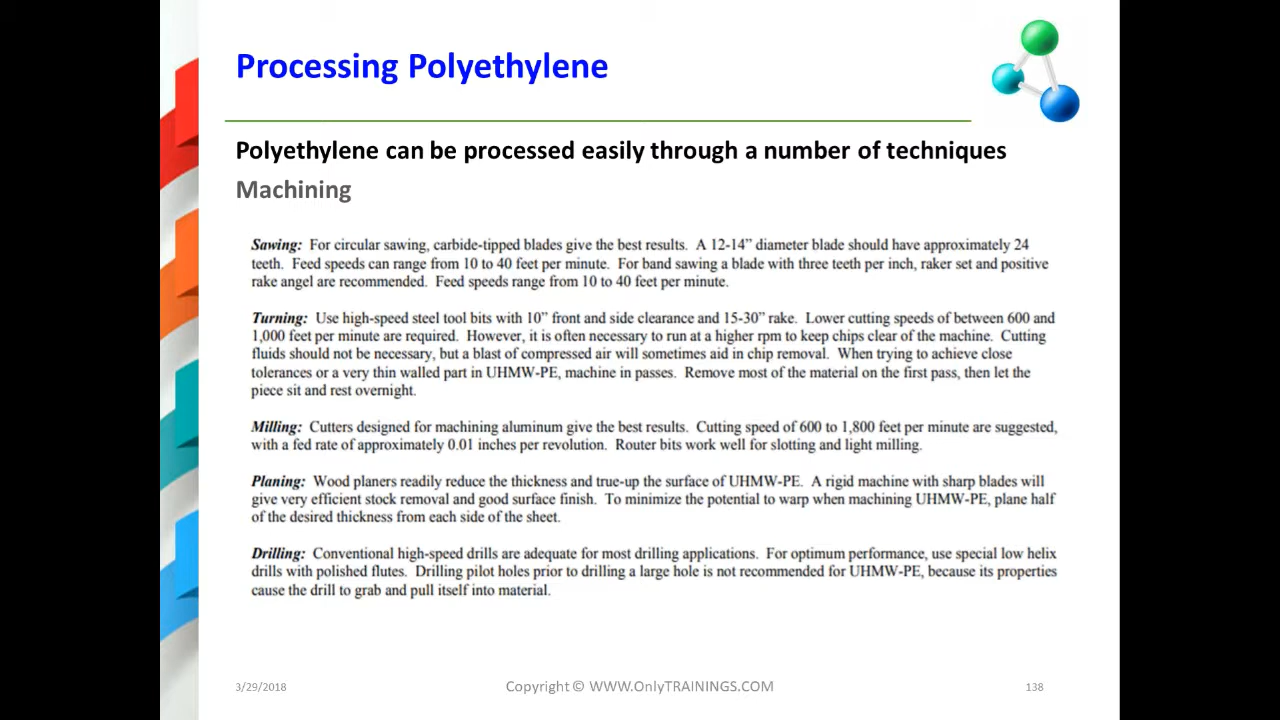 Processing Polyethylene
Polyethylene can be processed easily through a number of techniques
Machining
Sawing: For circular sawing, carbide-tipped blades give the best results. A 12-14” diameter blade should have approximately 24
teeth. Feed speeds can range from 10 to 40 feet per minute. For band sawing a blade with three teeth per inch, raker set and positive
rake angel are recommended. Feed speeds range from 10 to 40 feet per minute.
Turning: Use high-speed steel tool bits with 10” front and side clearance and 15-30” rake. Lower cutting speeds of between 600 and
1,000 feet per minute are required. However, it is often necessary to run at a higher rpm to keep chips clear of the machine. Cutting
fluids should not be necessary, but a blast of compressed air will sometimes aid in chip removal. When trying to achieve close
tolerances or a very thin walled part in UHMW-PE, machine in passes. Remove most of the material on the first pass, then let the
piece sit and rest overnight.
Milling: Cutters designed for machining aluminum give the best results. Cutting speed of 600 to 1,800 feet per minute are suggested,
with a fed rate of approximately 0.01 inches per revolution. Router bits work well for slotting and light milling.
Planing: Wood planers readily reduce the thickness and true-up the surface of UHMW-PE. A rigid machine with sharp blades will
give very efficient stock removal and good surface finish. To minimize the potential to warp when machining UHMW-PE, plane half
of the desired thickness from each side of the sheet.
Drilling: Conventional high-speed drills are adequate for most drilling applications. For optimum performance, use special low helix
drills with polished flutes. Drilling pilot holes prior to drilling a large hole is not recommended for UHMW-PE, because its properties
cause the drill to grab and pull itself into material.
3/29/2018 Copyright © WWW.OnlyTRAININGS.COM 138